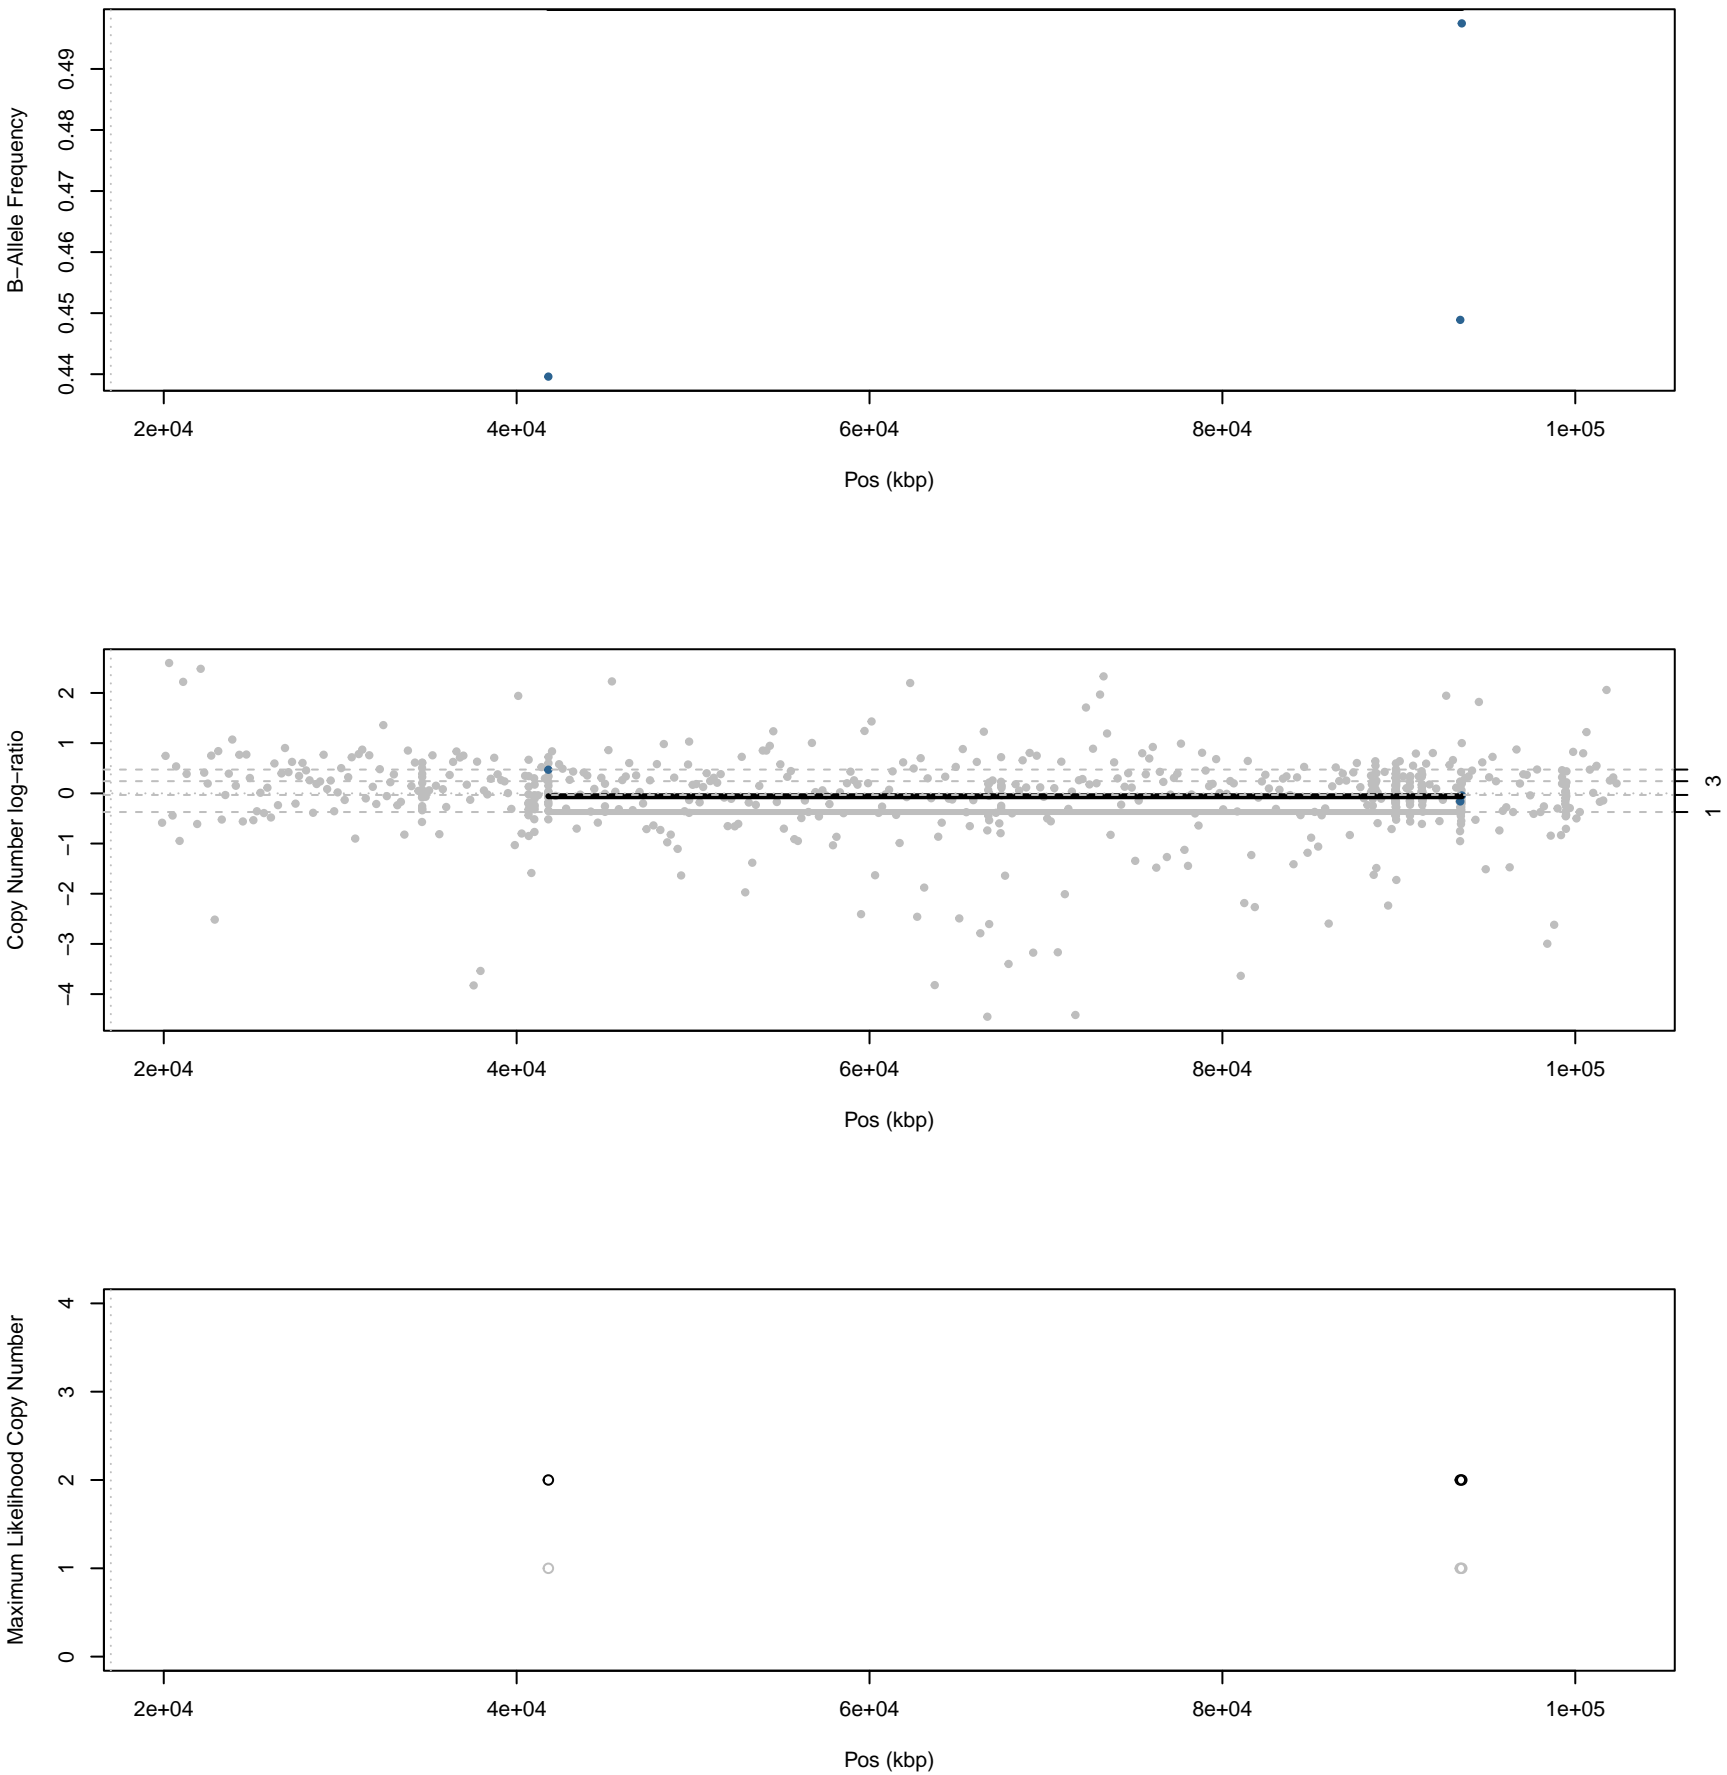 B−Allele Frequency
0.49
0.48
0.47
0.46
0.45
0.44
2e+04 4e+04 6e+04 8e+04 1e+05
Pos (kbp)
Copy Number log−ratio
2
1
0
−1
−2
−3
−4
3
1
2e+04 4e+04 6e+04 8e+04 1e+05
Pos (kbp)
Maximum Likelihood Copy Number
4
3
2
1
0
2e+04 4e+04 6e+04 8e+04 1e+05
Pos (kbp)